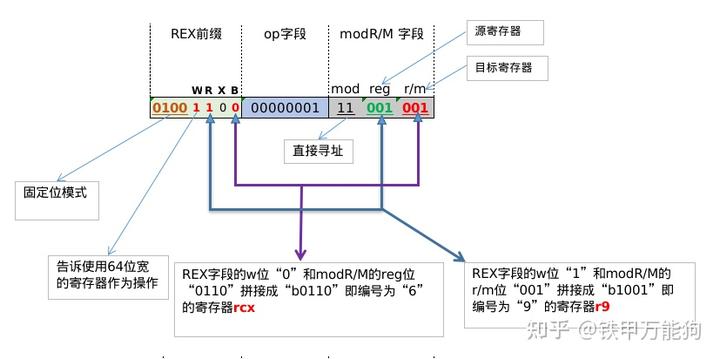 REX前缀
op字段
modR/M 字段
源寄存器
目标寄存器
W R X B
mod reg r/m
0100 1 1 0 0
00000001
11 001 001
直接寻址
固定位模式
告诉使用64位宽
的寄存器作为操作
REX字段的w位“0”和modR/M的reg位
“0110”拼接成“b0110”即编号为“6”
的寄存器rcx
REX字段的w位“1”和modR/M的
r/m位“001”拼接成“b1001”即
编号为“9”的寄存器r9
知乎 @铁甲万能狗